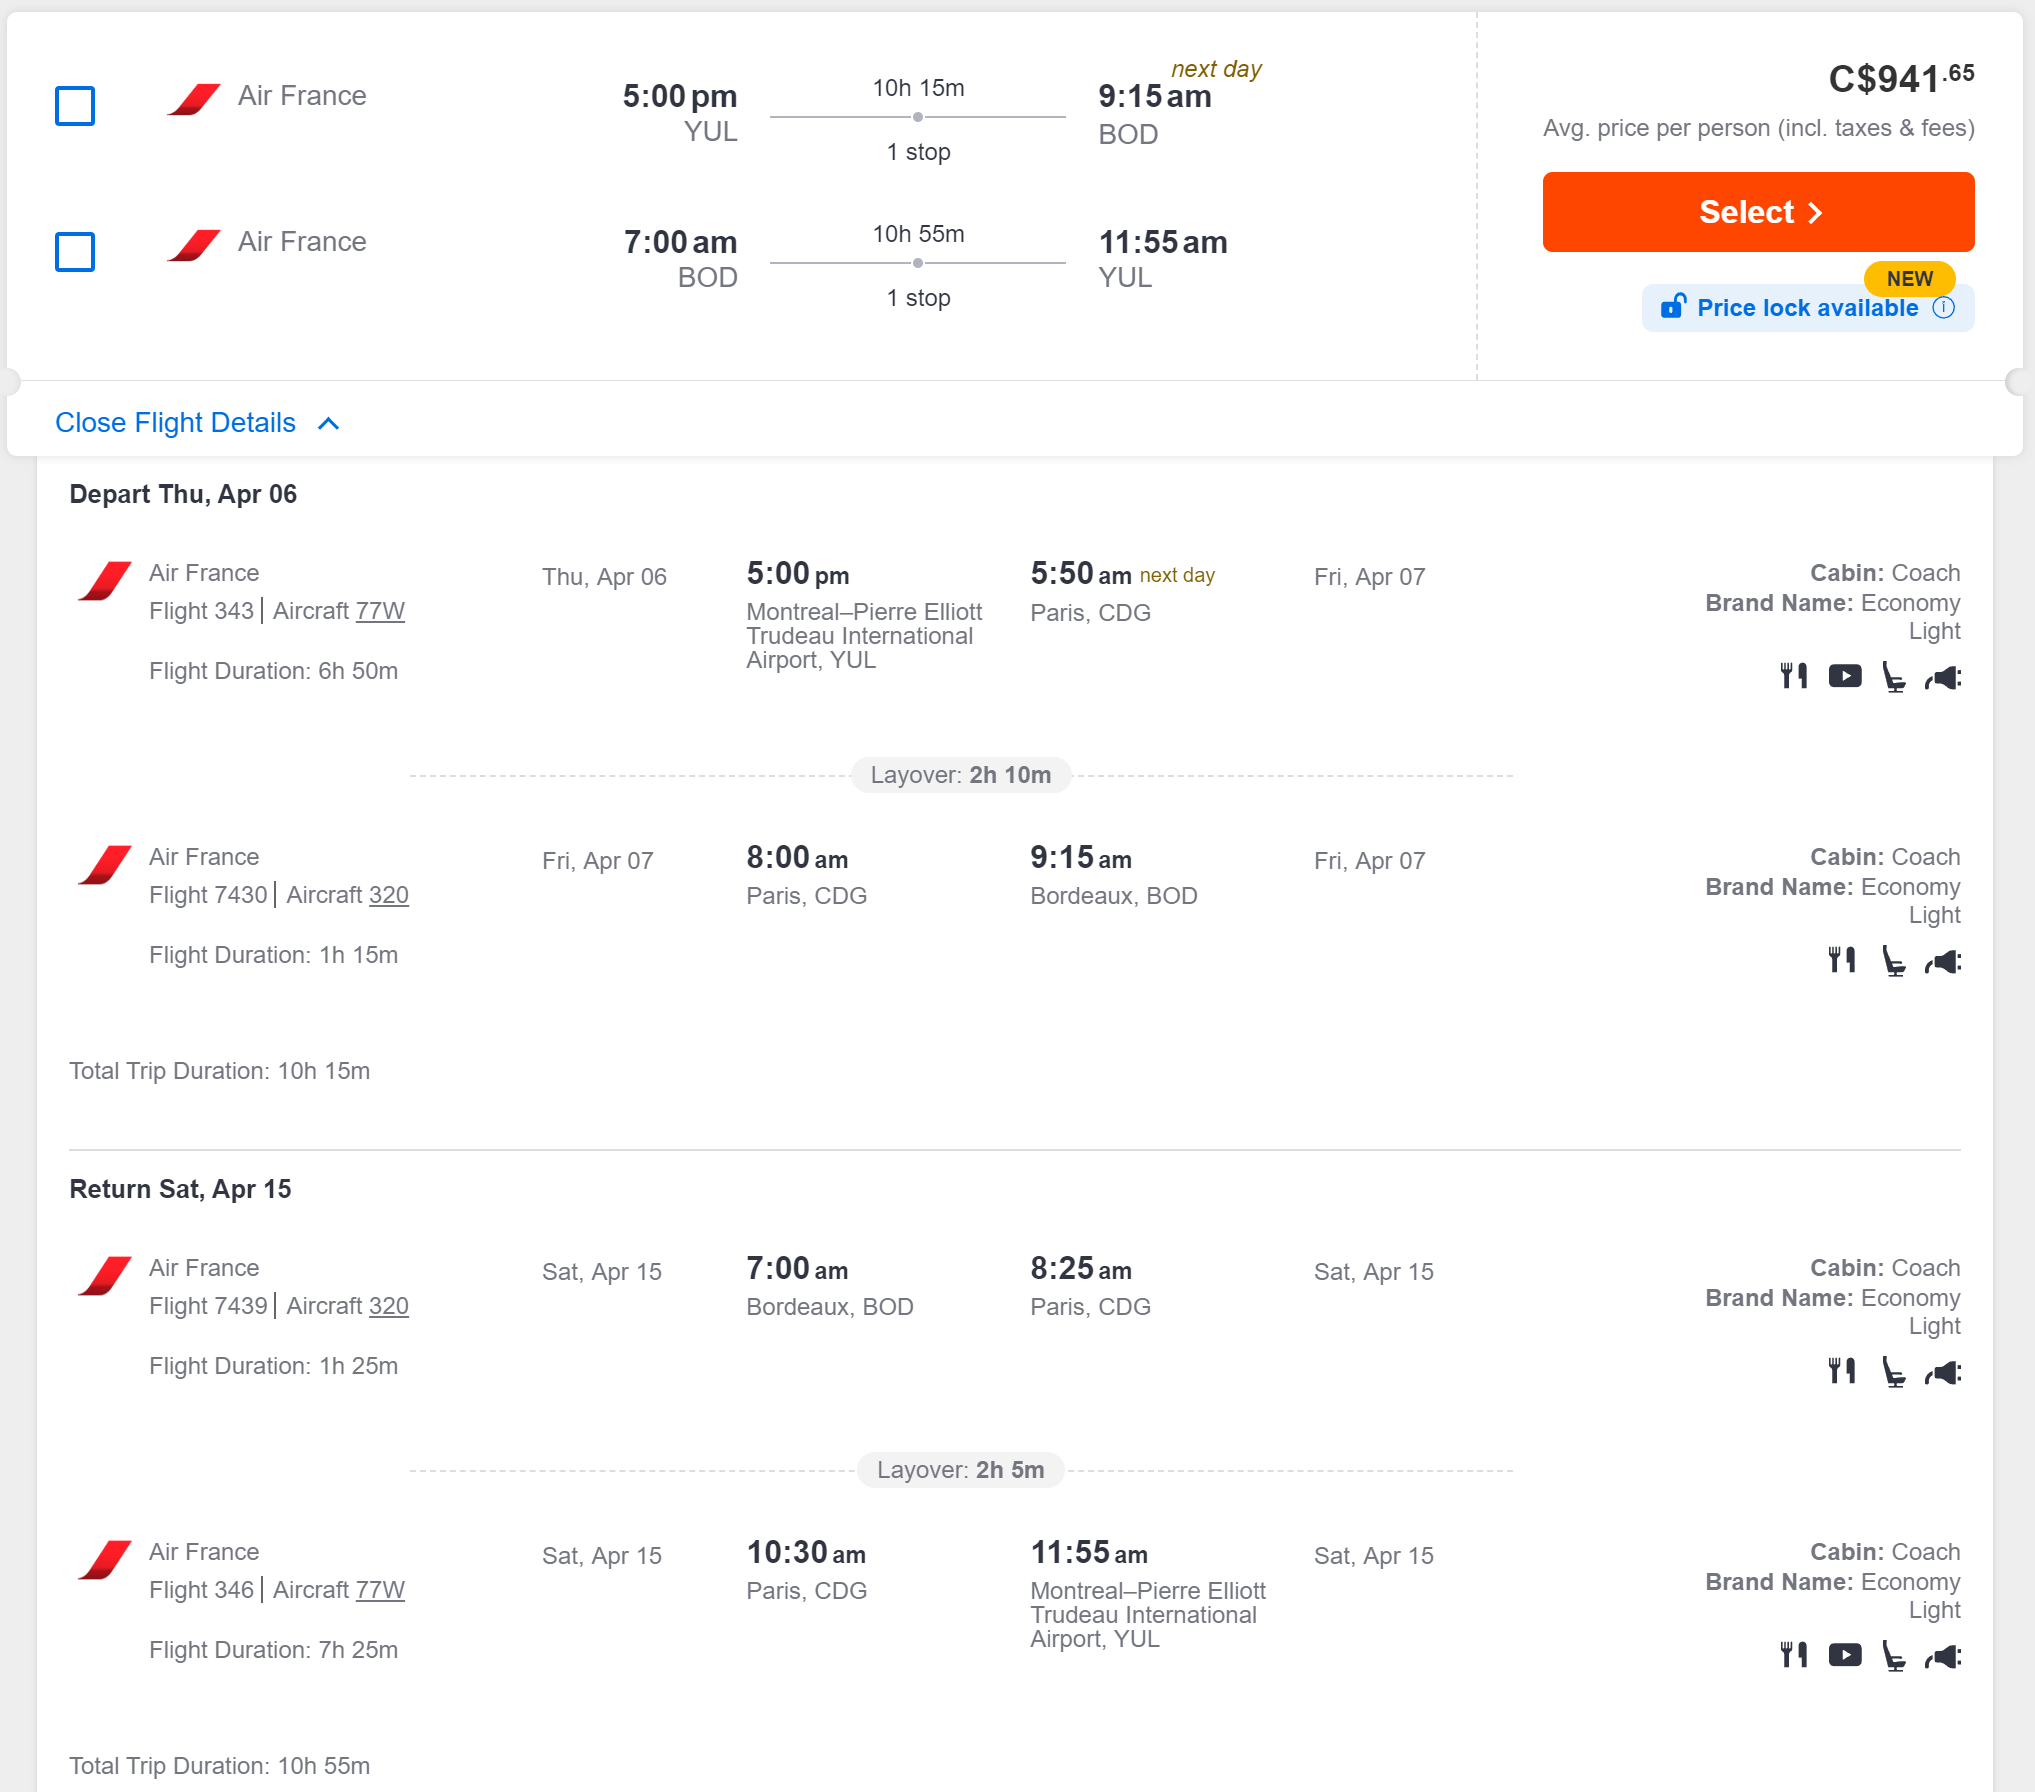 Air France
5:00 pm
YUL
10h 15m
1 stop
next day
9:15 am
BOD
C$941.65
Avg. price per person (incl. taxes & fees)
Select
Air France
7:00 am
BOD
10h 55m
1 stop
11:55 am
YUL
NEW
Price lock available
Close Flight Details
Depart Thu, Apr 06
Air France
Flight 343 | Aircraft 77W
Flight Duration: 6h 50m
Thu, Apr 06
5:00 pm
Montreal–Pierre Elliott
Trudeau International
Airport, YUL
5:50 am next day
Paris, CDG
Fri, Apr 07
Cabin: Coach
Brand Name: Economy
Light
Layover: 2h 10m
Air France
Flight 7430 | Aircraft 320
Flight Duration: 1h 15m
Fri, Apr 07
8:00 am
Paris, CDG
9:15 am
Bordeaux, BOD
Fri, Apr 07
Cabin: Coach
Brand Name: Economy
Light
Total Trip Duration: 10h 15m
Return Sat, Apr 15
Air France
Flight 7439 | Aircraft 320
Flight Duration: 1h 25m
Sat, Apr 15
7:00 am
Bordeaux, BOD
8:25 am
Paris, CDG
Sat, Apr 15
Cabin: Coach
Brand Name: Economy
Light
Layover: 2h 5m
Air France
Flight 346 | Aircraft 77W
Flight Duration: 7h 25m
Sat, Apr 15
10:30 am
Paris, CDG
11:55 am
Montreal–Pierre Elliott
Trudeau International
Airport, YUL
Sat, Apr 15
Cabin: Coach
Brand Name: Economy
Light
Total Trip Duration: 10h 55m